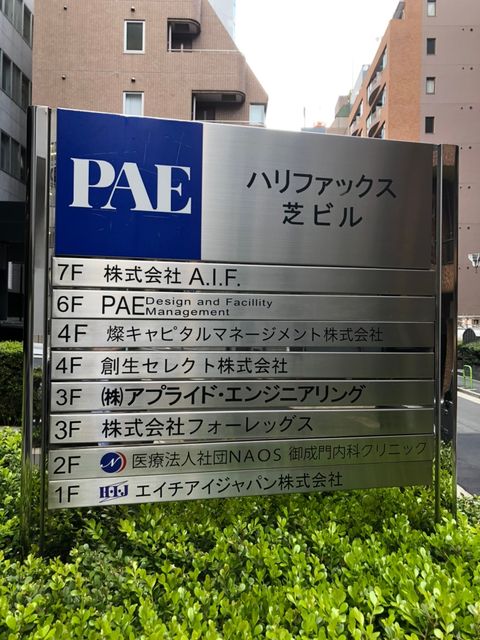 PAE
ハリファックス
芝ビル
7F 株式会社 A.I.F.
6F PAE Design and Facillity
Management
4F 燦キャピタルマネージメント株式会社
4F 創生セレクト株式会社
3F ㈱アプライド・エンジニアリング
3F 株式会社フォーレッグス
2F 医療法人社団NAOS 御成門内科クリニック
1F HIJ エイチアイジャパン株式会社